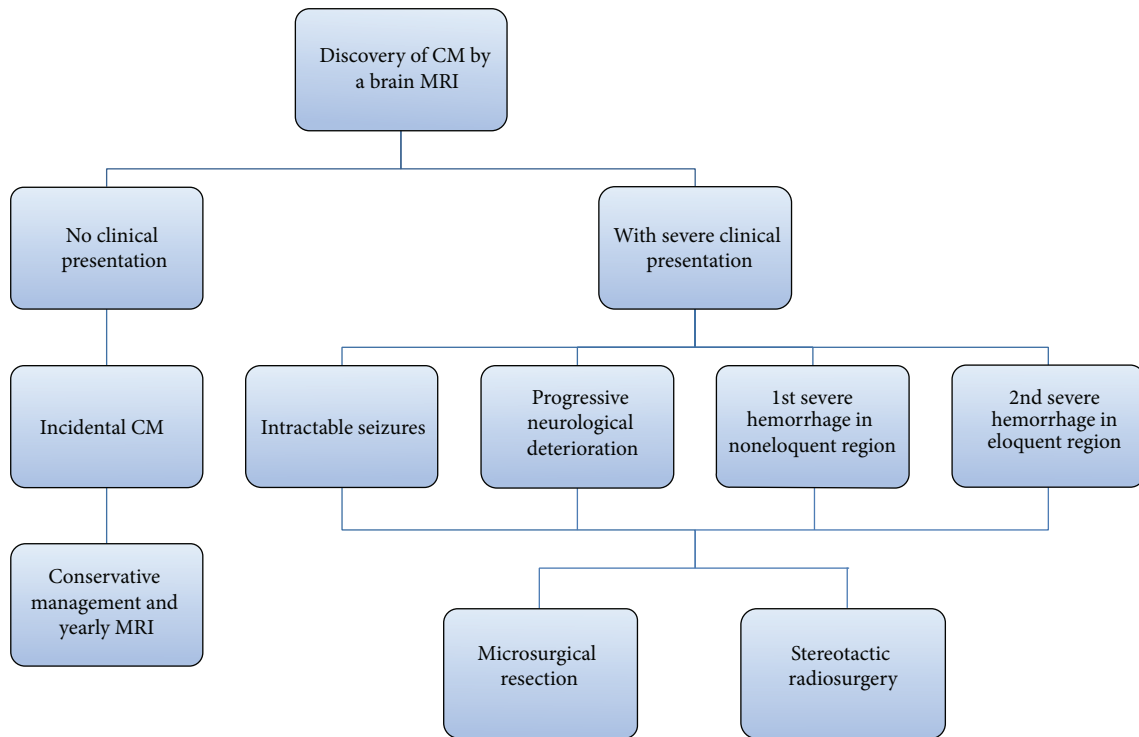 Discovery of CM by
a brain MRI
No clinical
presentation
With severe clinical
presentation
Incidental CM
Intractable seizures
Progressive
neurological
deterioration
1st severe
hemorrhage in
noneloquent region
2nd severe
hemorrhage in
eloquent region
Conservative
management and
yearly MRI
Microsurgical
resection
Stereotactic
radiosurgery